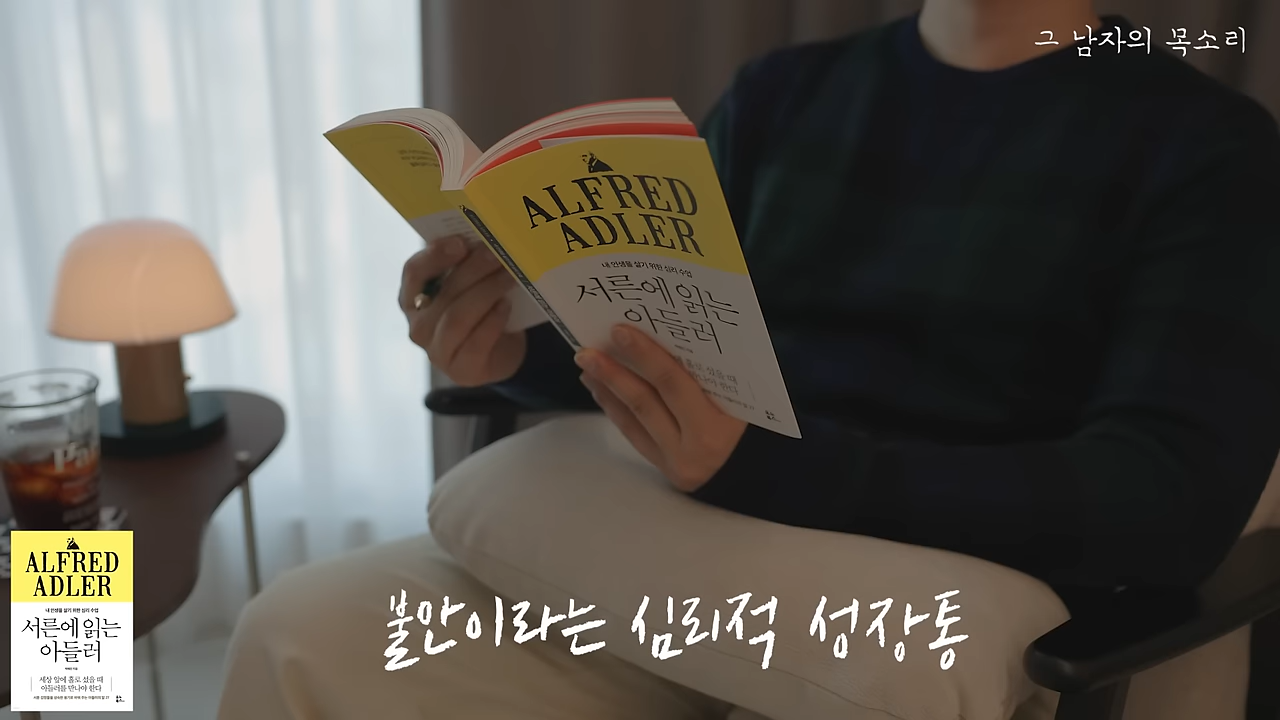 그 남자의 목소리
ALFRED
ADLER
내 인생을 살기 위한 심리 수업
서른에 읽는
아들러
불안이라는 심리적 성장통
ALFRED
ADLER
내 인생을 살기 위한 심리 수업
서른에 읽는
아들러
세상 앞에 홀로 섰을 때
아들러를 만나야 한다